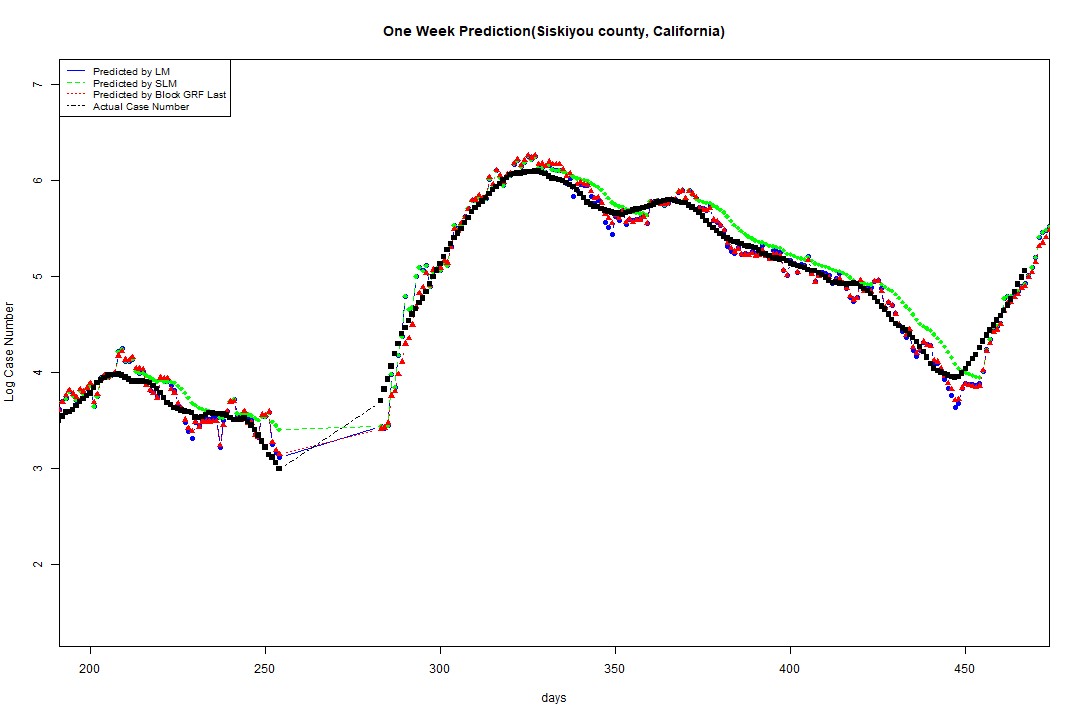 One Week Prediction(Siskiyou county, California)
Predicted by LM
Predicted by SLM
Predicted by Block GRF Last
Actual Case Number
Log Case Number
7
6
5
4
3
2
200 250 300 350 400 450
days